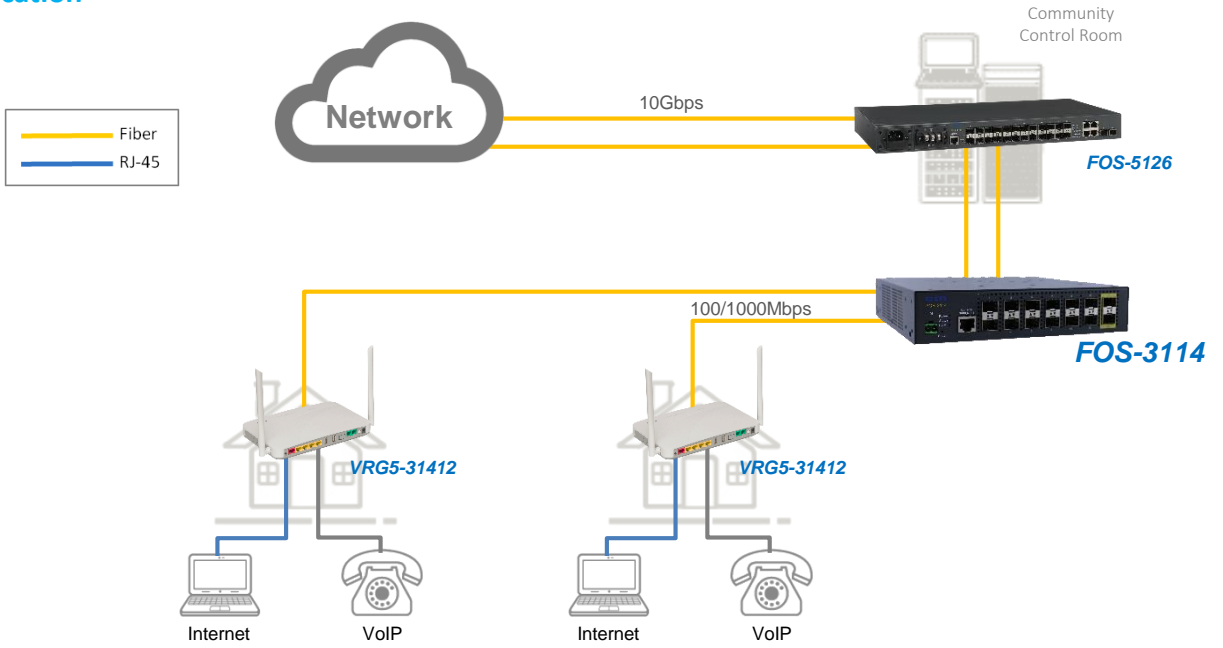 Community
Control Room
10Gbps
Network
Fiber
RJ-45
FOS-5126
100/1000Mbps
FOS-3114
VRG5-31412
VRG5-31412
Internet
VoIP
Internet
VoIP